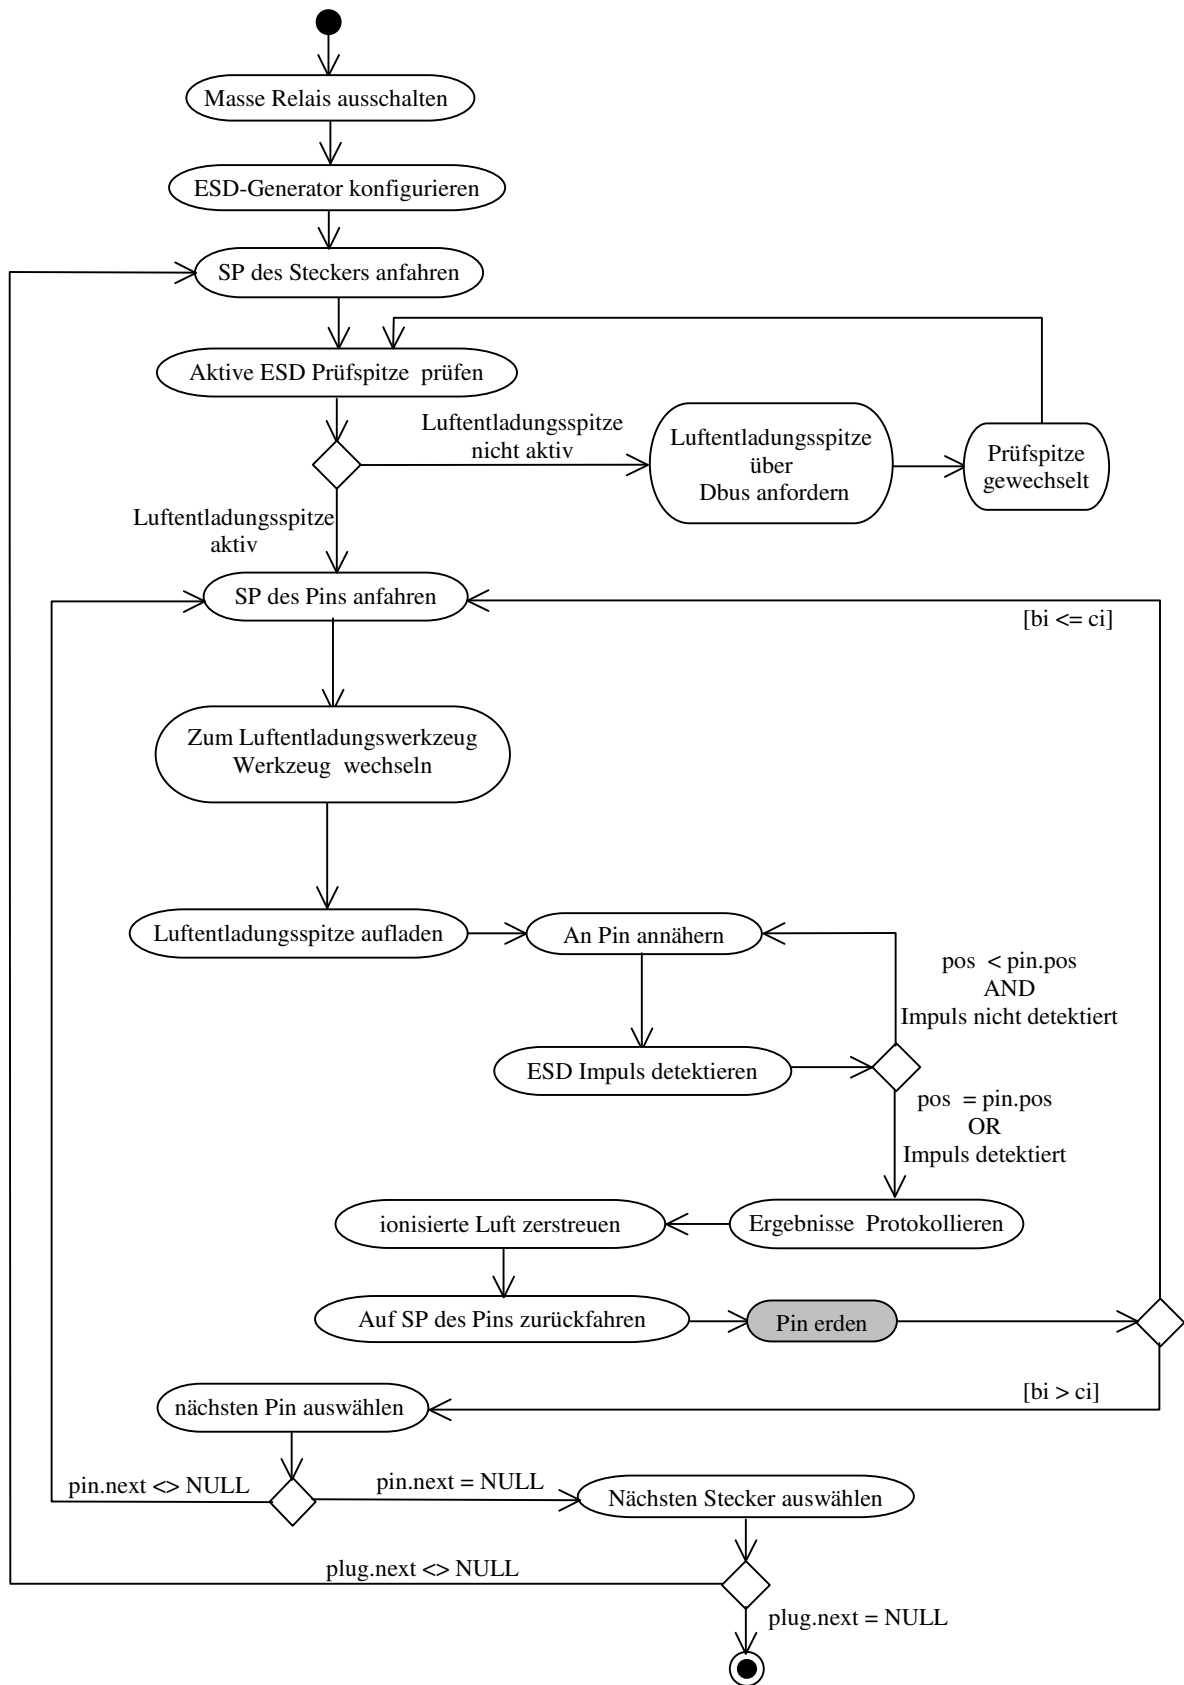 Masse Relais ausschalten
ESD-Generator konfigurieren
SP des Steckers anfahren
Aktive ESD Prüfspitze prüfen
Luftentladungsspitze
nicht aktiv
Luftentladungsspitze
über
Dbus anfordern
Prüfspitze
gewechselt
Luftentladungsspitze
aktiv
SP des Pins anfahren
[bi <= ci]
Zum Luftentladungswerkzeug
Werkzeug wechseln
Luftentladungsspitze aufladen
An Pin annähern
pos < pin.pos
AND
Impuls nicht detektiert
ESD Impuls detektieren
pos = pin.pos
OR
Impuls detektiert
Ergebnisse Protokollieren
ionisierte Luft zerstreuen
Auf SP des Pins zurückfahren
Pin erden
[bi > ci]
nächsten Pin auswählen
pin.next <> NULL
pin.next = NULL
Nächsten Stecker auswählen
plug.next <> NULL
plug.next = NULL